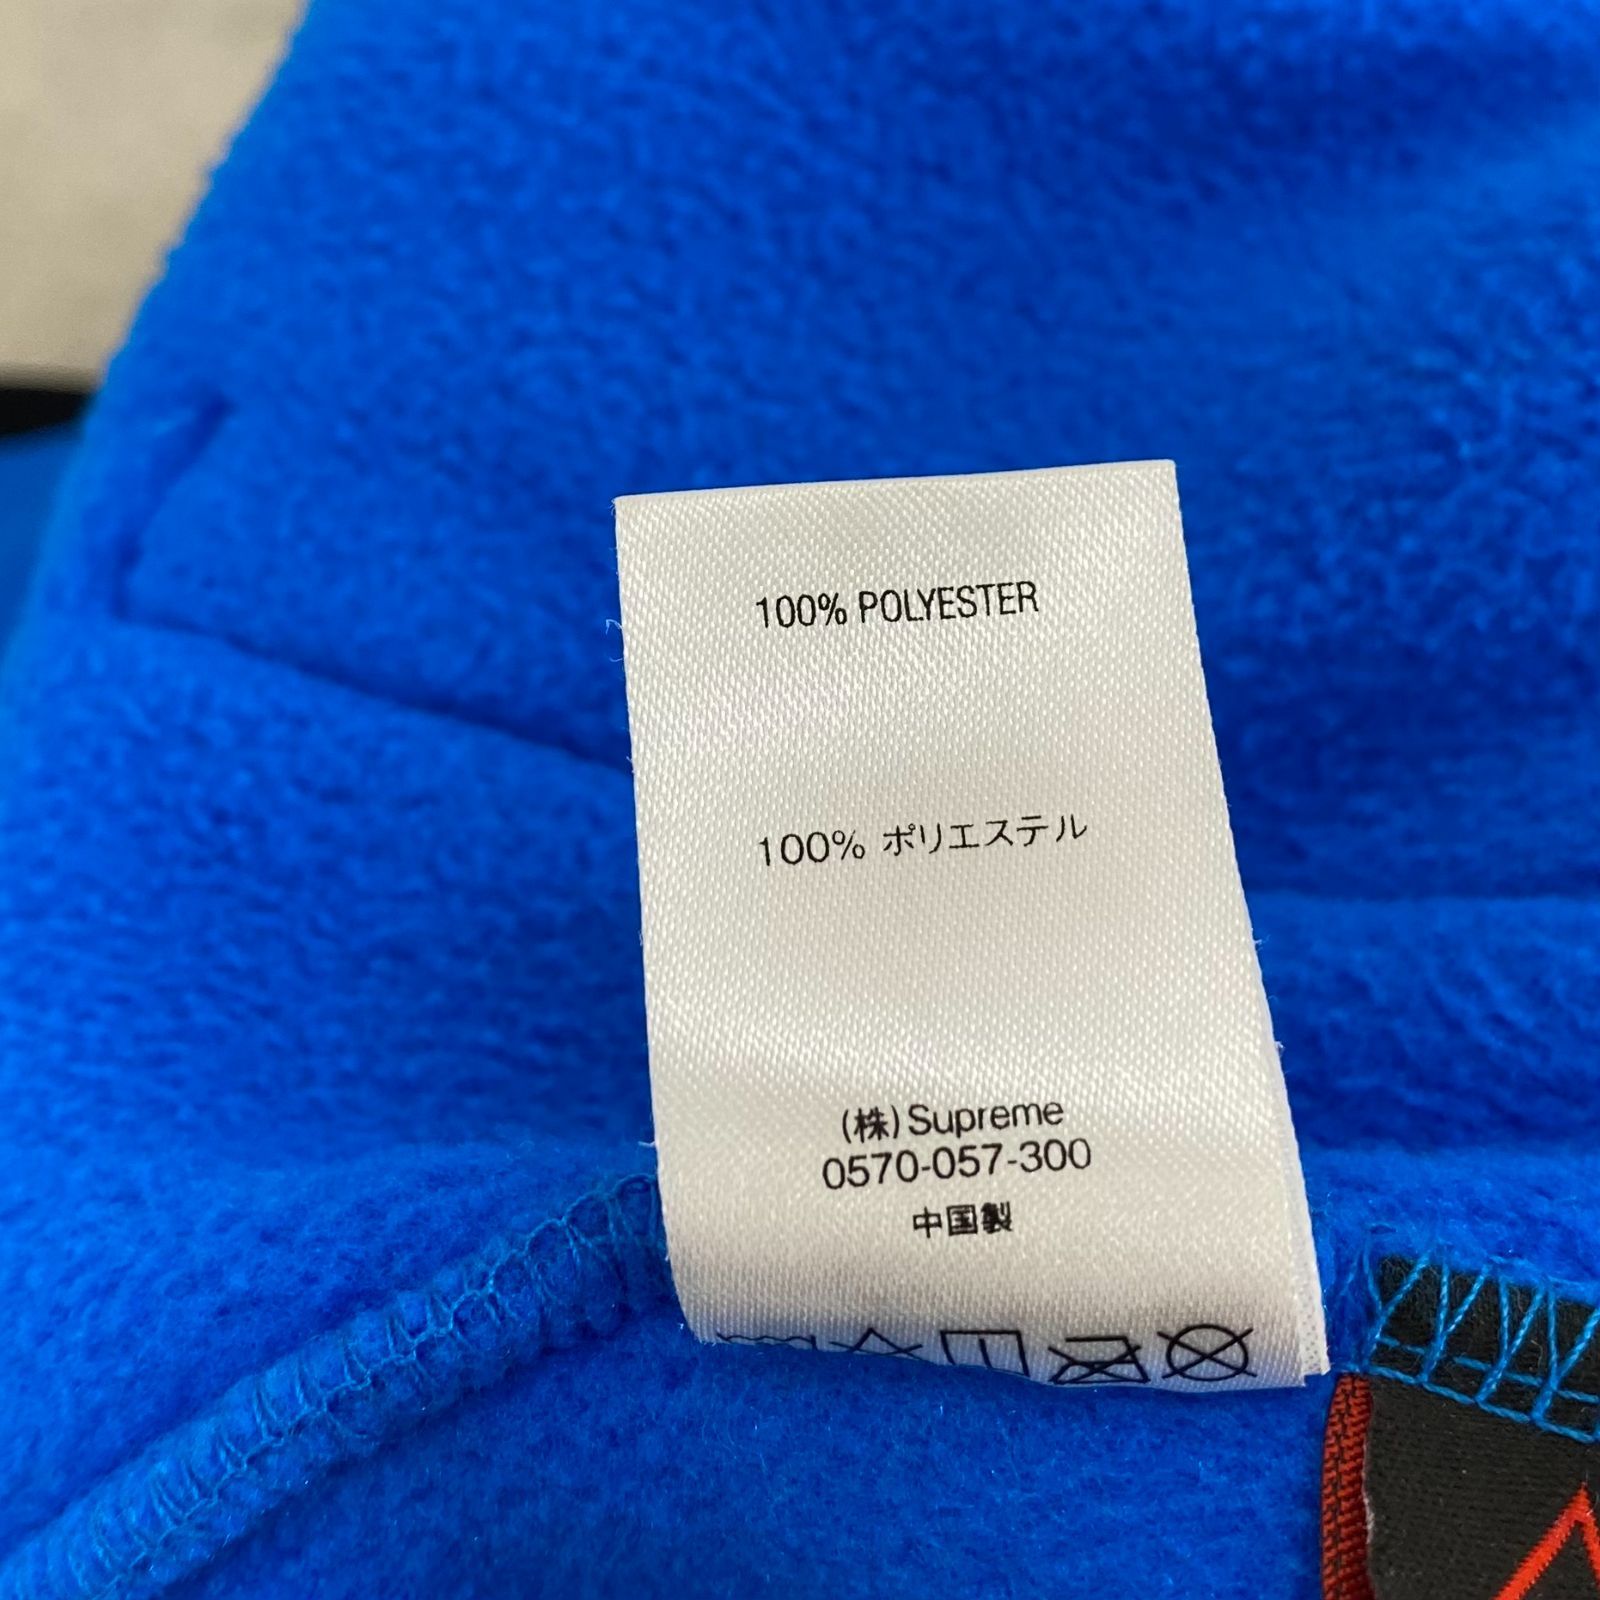 100% POLYESTER
100% ポリエステル
(株)Supreme
0570-057-300
中国製